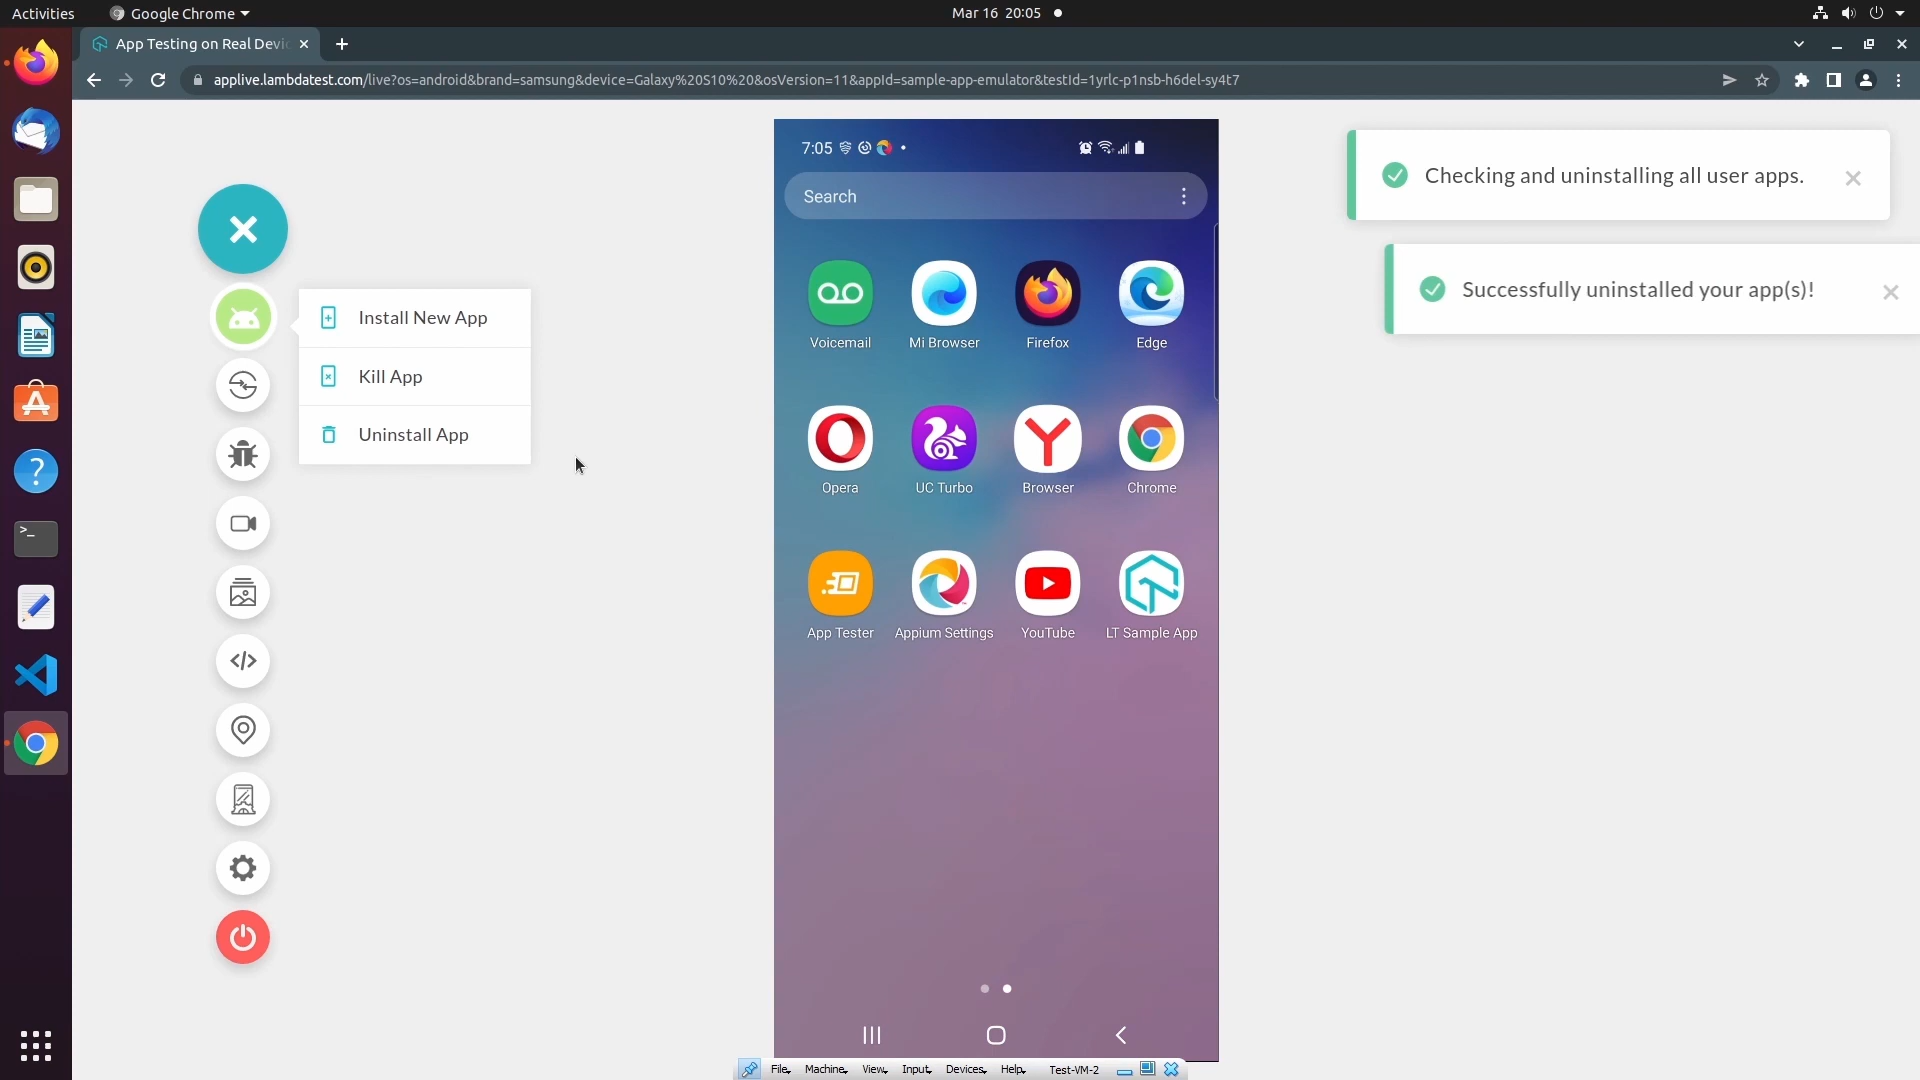 Activities
Google Chrome
Mar 16 20:05
App Testing on Real Devic
applive.lambdatest.com/live?os=android&brand=samsung&device=Galaxy%20S10%20&osVersion=11&appId=sample-app-emulator&testId=1yrlc-p1nsb-h6del-sy4t7
7:05
Search
Checking and uninstalling all user apps.
Successfully uninstalled your app(s)!
Install New App
Kill App
Uninstall App
Voicemail
Mi Browser
Firefox
Edge
Opera
UC Turbo
Browser
Chrome
App Tester
Appium Settings
YouTube
LT Sample App
File
Machine
View
Input
Devices
Help
Test-VM-2